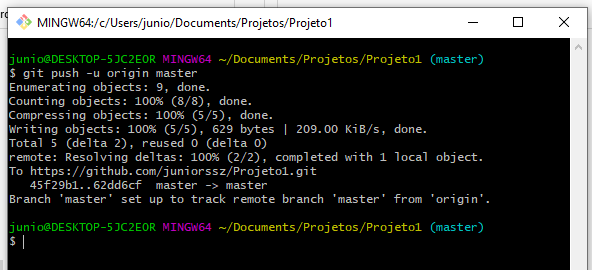 MINGW64:/c/Users/junio/Documents/Projetos/Projeto1
junio@DESKTOP-5JC2EOR MINGW64 ~/Documents/Projetos/Projeto1 (master)
$ git push -u origin master
Enumerating objects: 9, done.
Counting objects: 100% (8/8), done.
Compressing objects: 100% (5/5), done.
Writing objects: 100% (5/5), 629 bytes | 209.00 KiB/s, done.
Total 5 (delta 2), reused 0 (delta 0)
remote: Resolving deltas: 100% (2/2), completed with 1 local object.
To https://github.com/juniorssz/Projeto1.git
   45f29b1..62dd6cf  master -> master
Branch 'master' set up to track remote branch 'master' from 'origin'.
junio@DESKTOP-5JC2EOR MINGW64 ~/Documents/Projetos/Projeto1 (master)
$